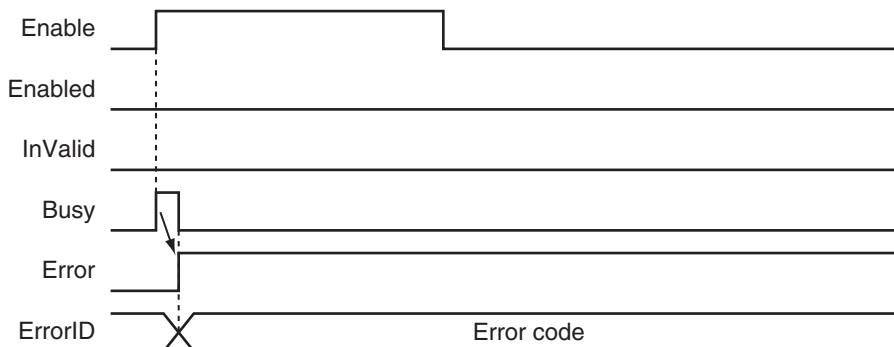 Enable
Enabled
InValid
Busy
Error
ErrorID
Error code